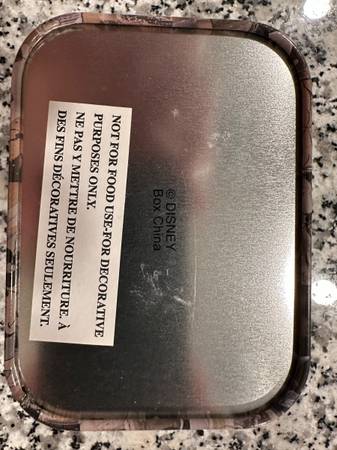 NOT FOR FOOD USE-FOR DECORATIVE
PURPOSES ONLY.
NE PAS Y METTRE DE NOURRITURE. À
DES FINS DÉCORATIVES SEULEMENT.
© DISNEY
Box China